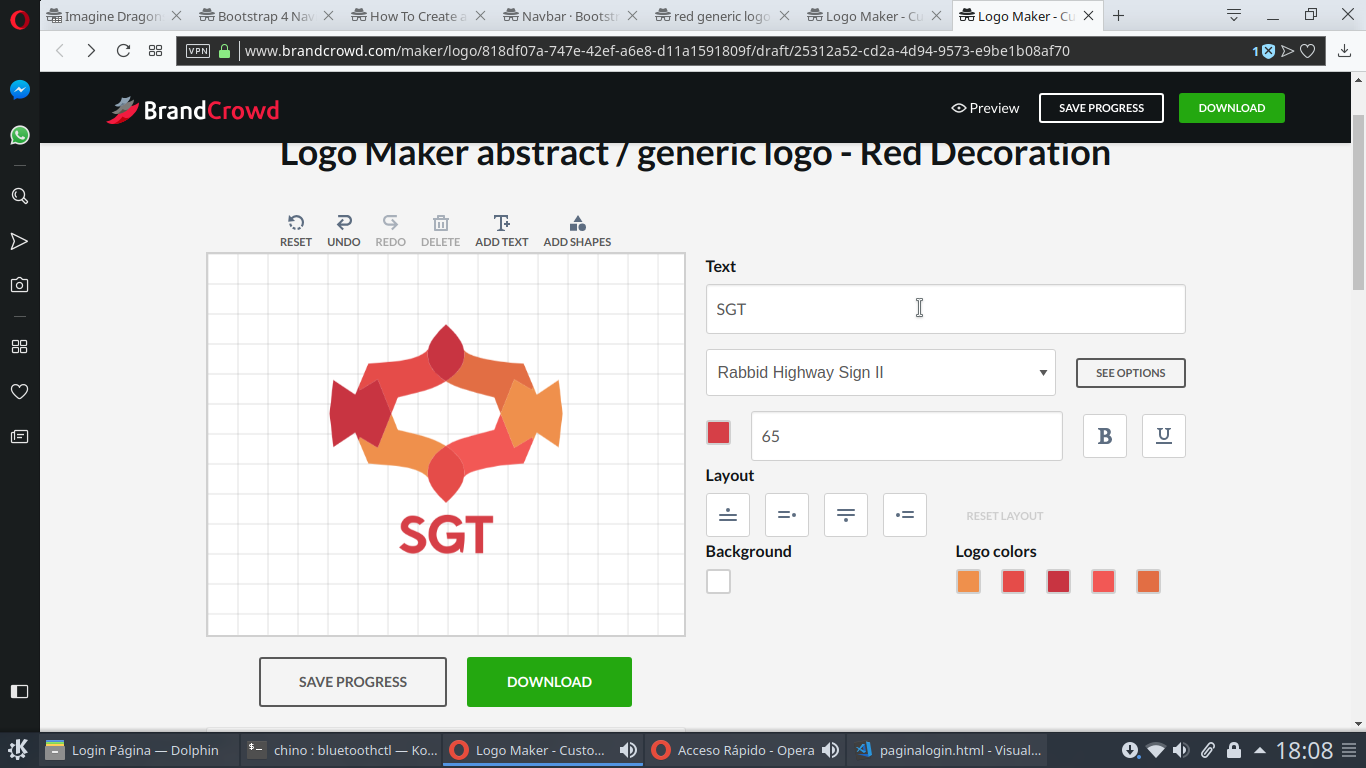 Imagine Dragon
Bootstrap 4 Nav
How To Create a
Navbar · Bootst
red generic logo
Logo Maker - Cu
Logo Maker - Cu
VPN
www.brandcrowd.com/maker/logo/818df07a-747e-42ef-a6e8-d11a1591809f/draft/25312a52-cd2a-4d94-9573-e9be1b08af70
1
BrandCrowd
Preview
SAVE PROGRESS
DOWNLOAD
Logo Maker abstract / generic logo - Red Decoration
RESET
UNDO
REDO
DELETE
ADD TEXT
ADD SHAPES
Text
SGT
Rabbid Highway Sign II
SEE OPTIONS
65
B
U
Layout
RESET LAYOUT
Background
Logo colors
SGT
SAVE PROGRESS
DOWNLOAD
Login Página — Dolphin
chino : bluetoothctl — Ko...
Logo Maker - Custo...
Acceso Rápido - Opera
paginalogin.html - Visual...
18:08